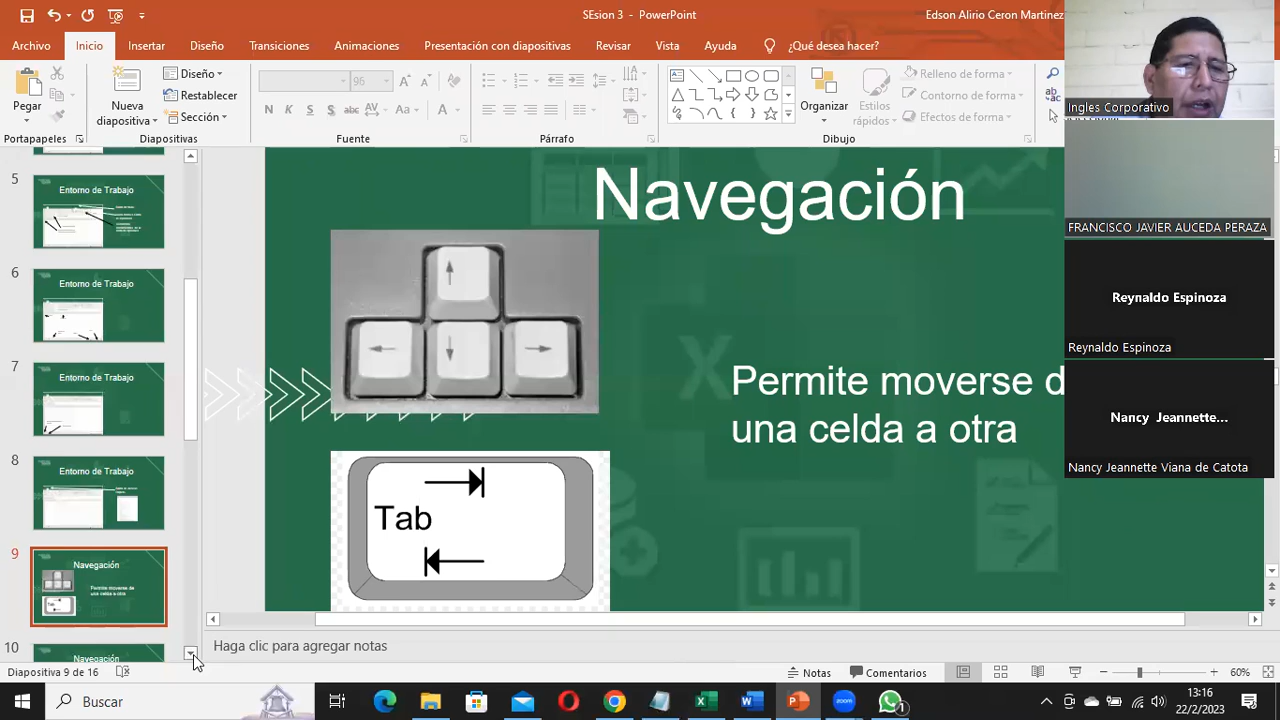 SEsion 3 - PowerPoint
Edson Alirio Ceron Martinez
Archivo
Inicio
Insertar
Diseño
Transiciones
Animaciones
Presentación con diapositivas
Revisar
Vista
Ayuda
¿Qué desea hacer?
Pegar
Portapapeles
Nueva
diapositiva
Diseño
Restablecer
Sección
Diapositivas
96
N K S S abc AV Aa A
Fuente
Párrafo
Organizar
Estilos
rápidos
Relleno de forma
Contorno de forma
Efectos de forma
Dibujo
Ingles Corporativo
FRANCISCO JAVIER AUCEDA PERAZA
Reynaldo Espinoza
Reynaldo Espinoza
Nancy Jeannette...
Nancy Jeannette Viana de Catota
5
Entorno de Trabajo
6
Entorno de Trabajo
7
Entorno de Trabajo
8
Entorno de Trabajo
9
Navegación
Permite moverse de
una celda a otra
Tab
10
Navegación
Navegación
Permite moverse d
una celda a otra
Tab
Haga clic para agregar notas
Diapositiva 9 de 16
Notas
Comentarios
60%
Buscar
13:16
22/2/2023